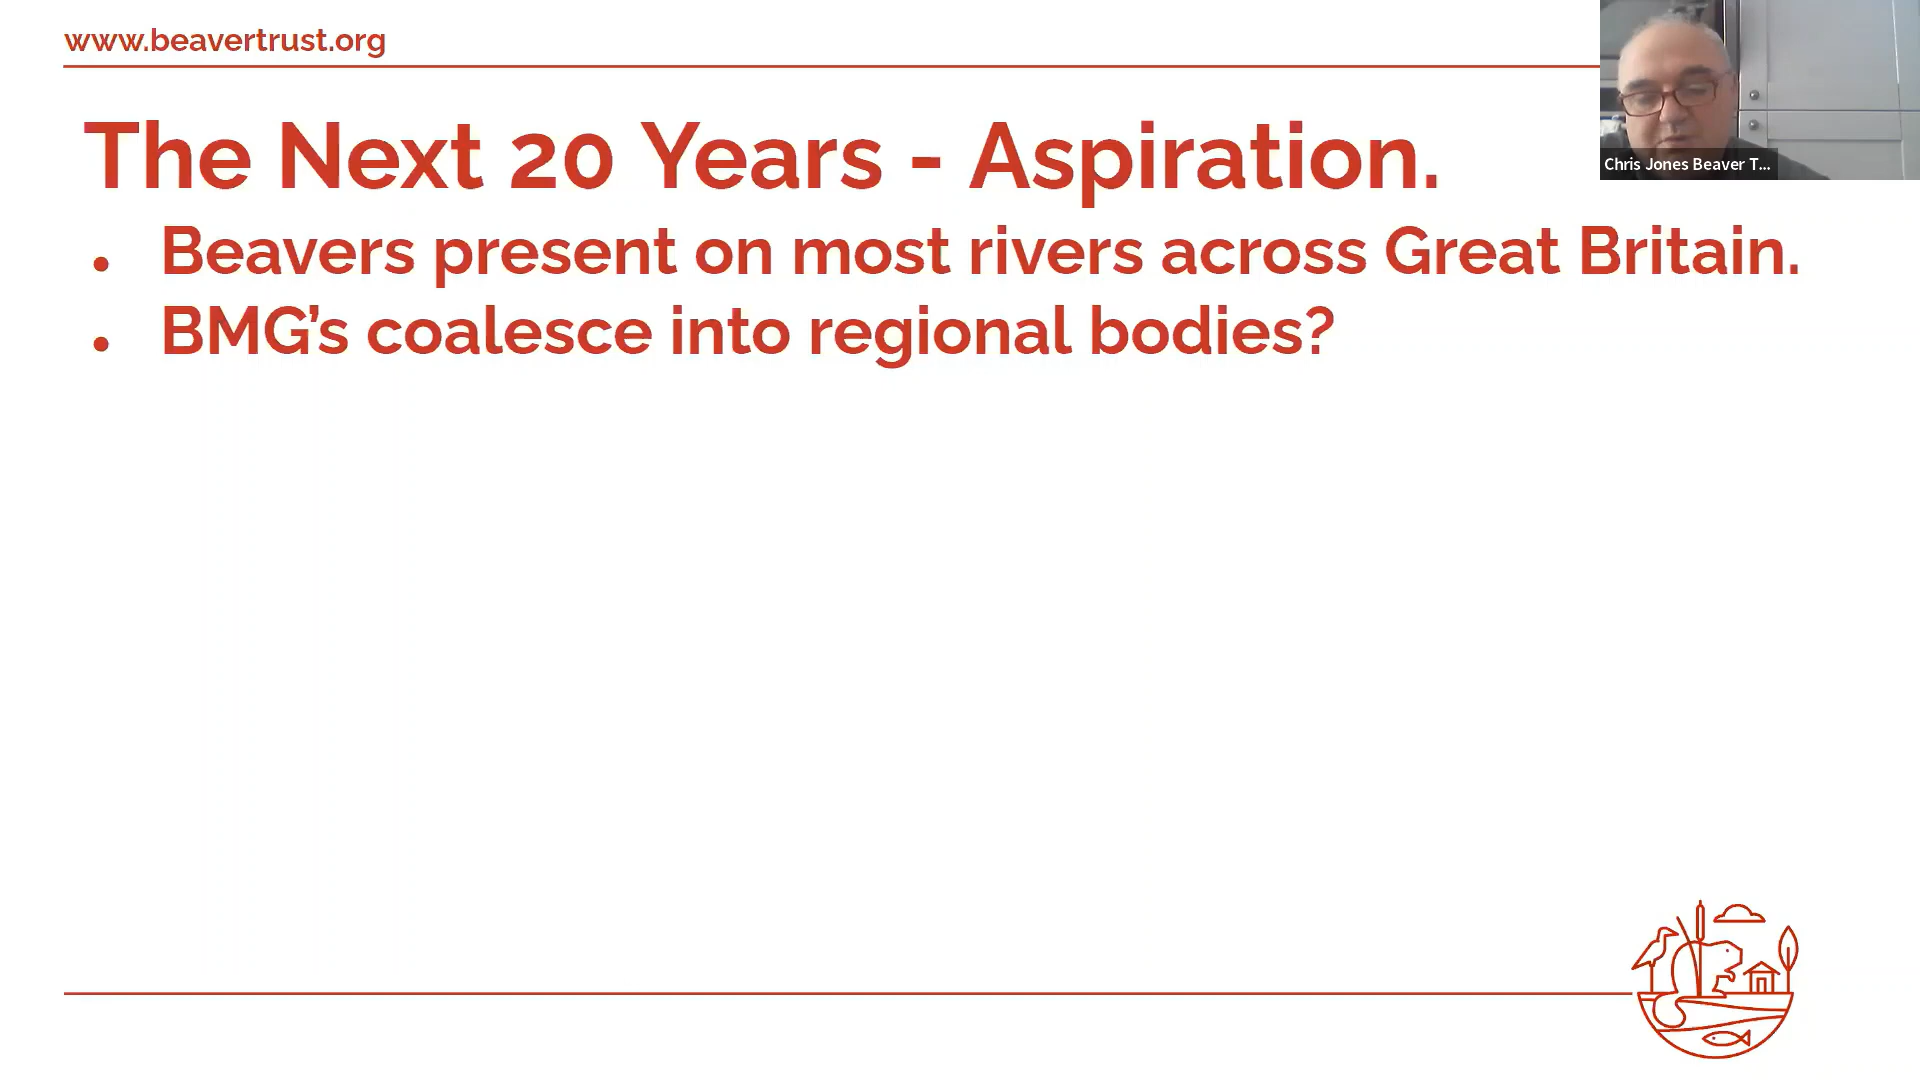 www.beavertrust.org
The Next 20 Years - Aspiration.
• Beavers present on most rivers across Great Britain.
• BMG’s coalesce into regional bodies?
Chris Jones Beaver T...